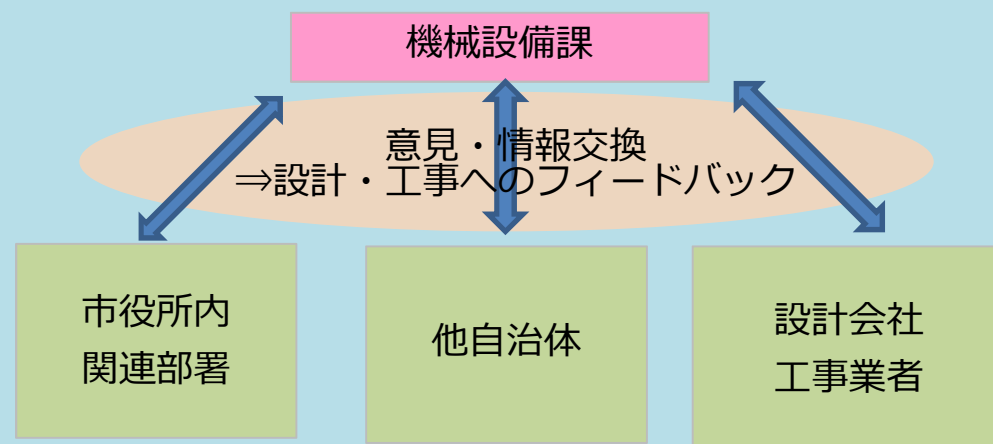 機械設備課
意見・情報交換
⇒設計・工事へのフィードバック
市役所内
関連部署
他自治体
設計会社
工事業者